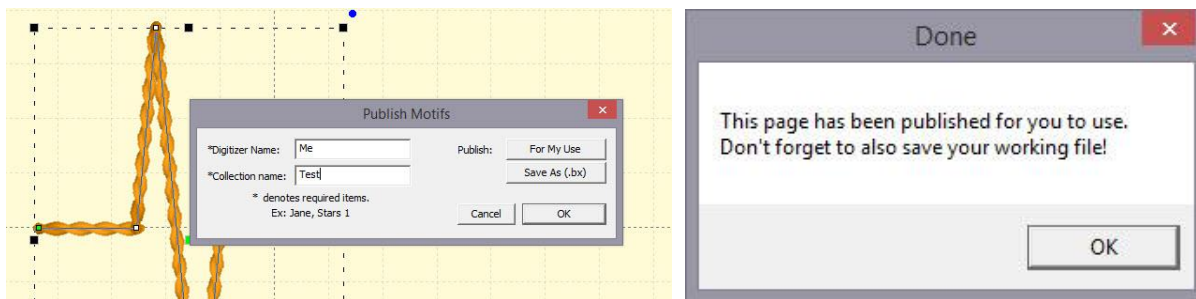 Publish Motifs
*Digitizer Name: Me Publish: For My Use
*Collection name: Test Save As (.bx)
* denotes required items.
Ex: Jane, Stars 1
Cancel OK
Done
This page has been published for you to use.
Don't forget to also save your working file!
OK